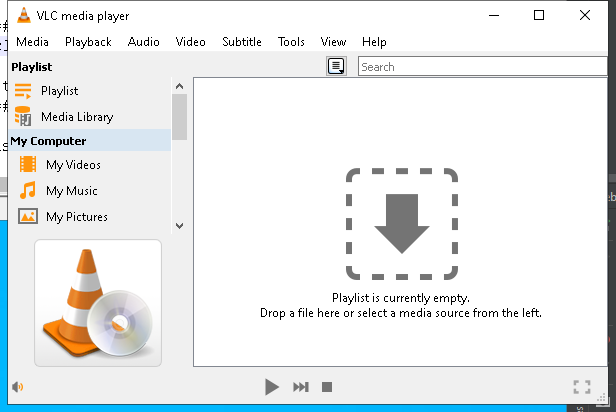 VLC media player
Media Playback Audio Video Subtitle Tools View Help
Playlist
Search
Playlist
Media Library
My Computer
My Videos
My Music
My Pictures
Playlist is currently empty.
Drop a file here or select a media source from the left.